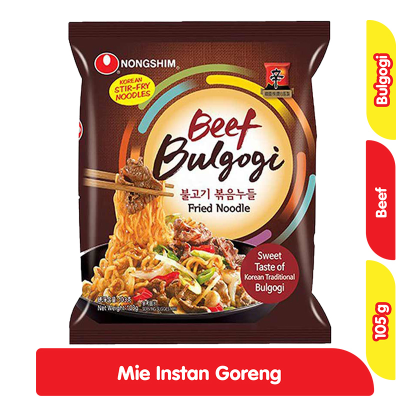 NONGSHIM
KOREAN
STIR-FRY
NOODLES
辛
Beef
Bulgogi
불고기 볶음누들
Fried Noodle
Sweet
Taste of
Korean Traditional
Bulgogi
Bulgogi
Beef
105 g
Mie Instan Goreng